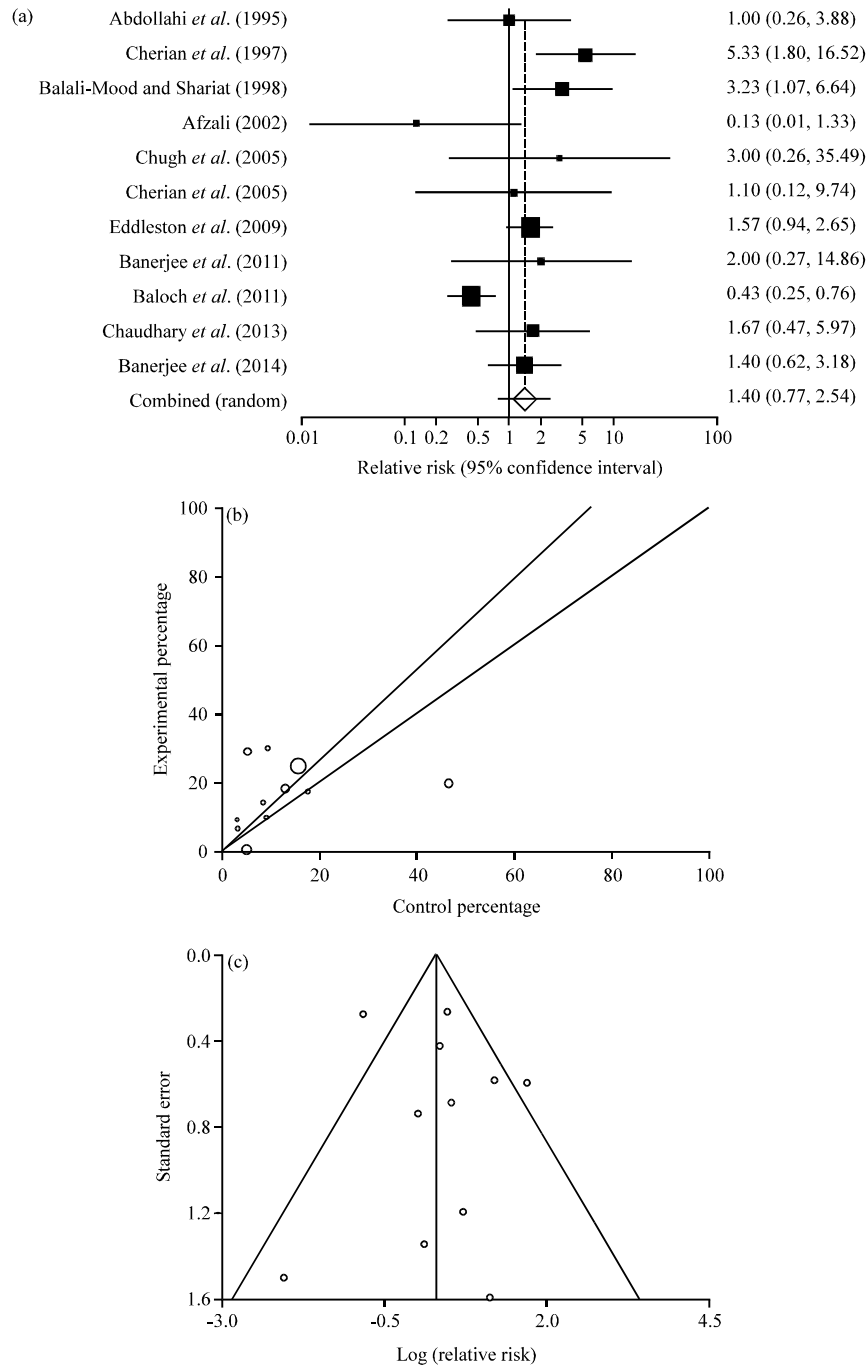 (a)
Abdollahi et al. (1995) 1.00 (0.26, 3.88)
Cherian et al. (1997) 5.33 (1.80, 16.52)
Balali-Mood and Shariat (1998) 3.23 (1.07, 6.64)
Afzali (2002) 0.13 (0.01, 1.33)
Chugh et al. (2005) 3.00 (0.26, 35.49)
Cherian et al. (2005) 1.10 (0.12, 9.74)
Eddleston et al. (2009) 1.57 (0.94, 2.65)
Banerjee et al. (2011) 2.00 (0.27, 14.86)
Baloch et al. (2011) 0.43 (0.25, 0.76)
Chaudhary et al. (2013) 1.67 (0.47, 5.97)
Banerjee et al. (2014) 1.40 (0.62, 3.18)
Combined (random) 1.40 (0.77, 2.54)
0.01 0.1 0.2 0.5 1 2 5 10 100
Relative risk (95% confidence interval)
(b)
Experimental percentage
100
80
60
40
20
0
0 20 40 60 80 100
Control percentage
(c)
Standard error
0.0
0.4
0.8
1.2
1.6
-3.0 -0.5 2.0 4.5
Log (relative risk)